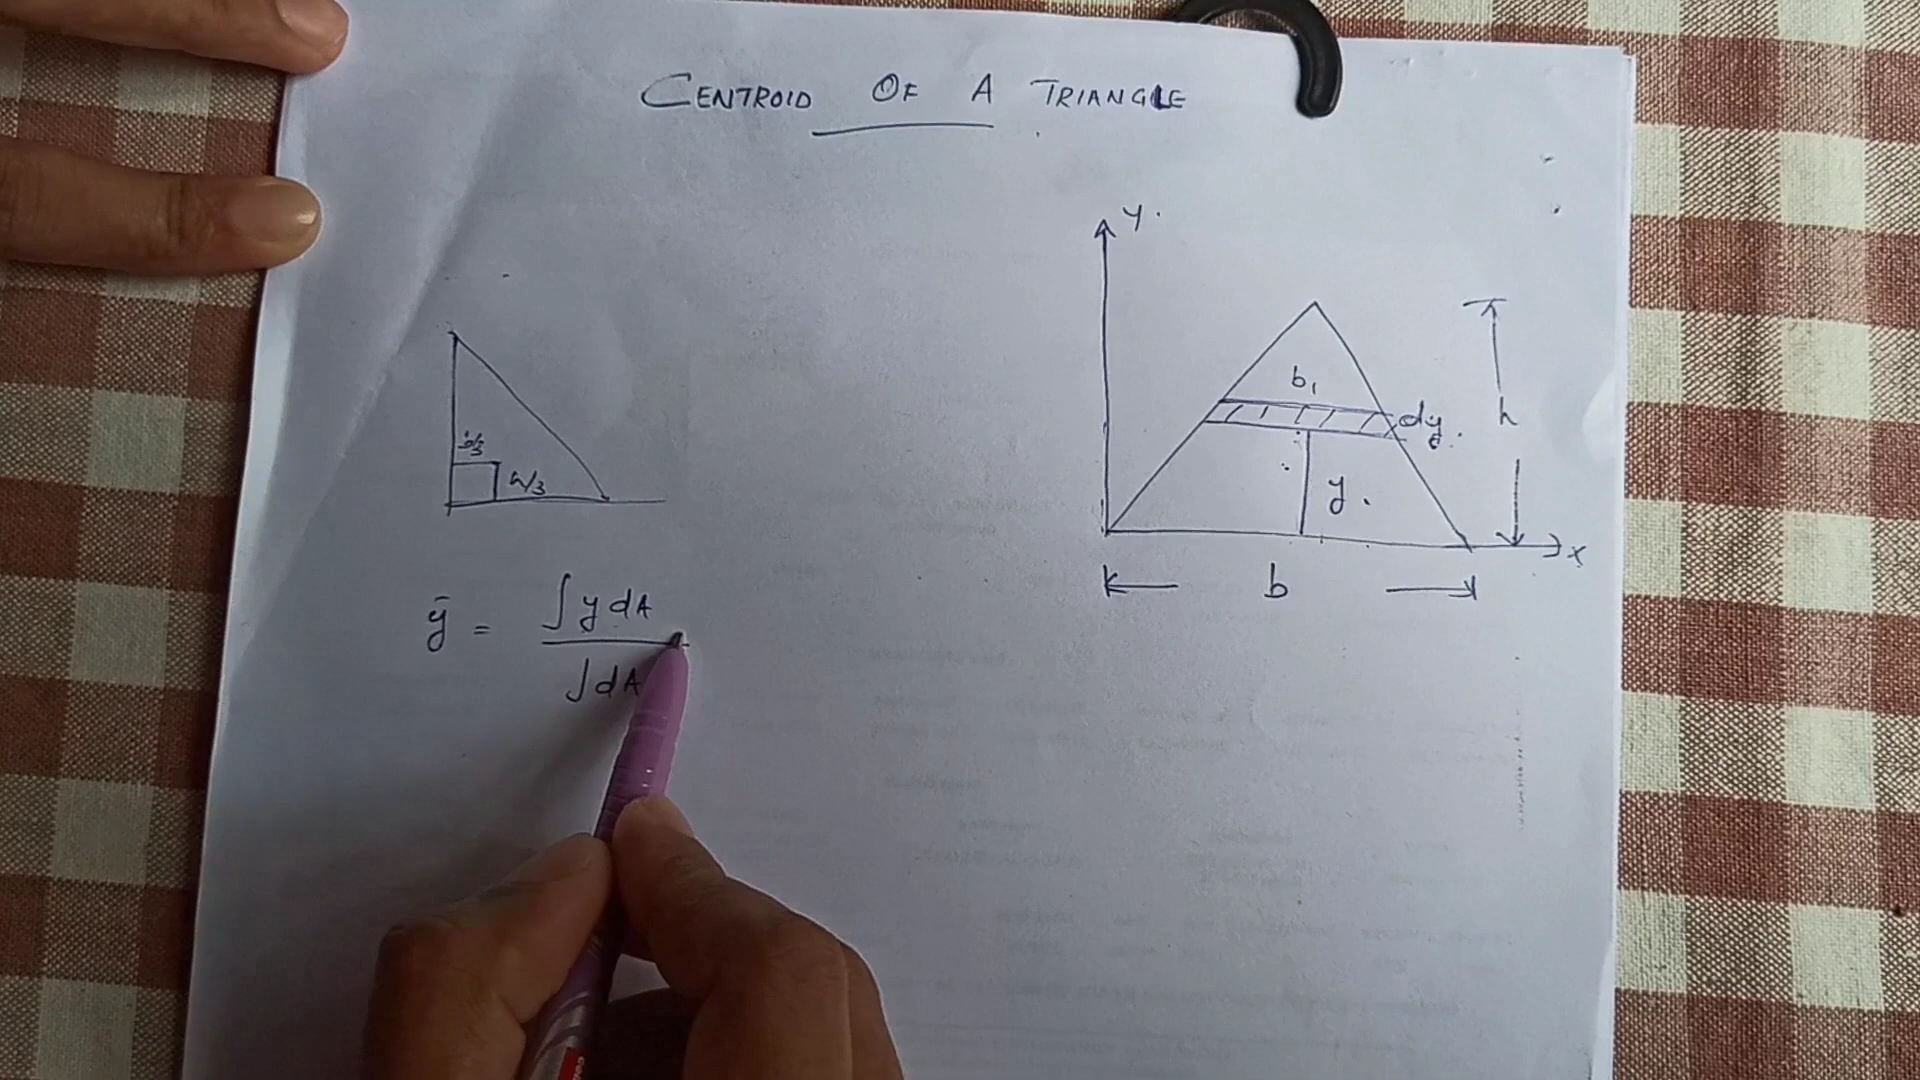 CENTROID OF A TRIANGLE
y
b₁
dy
h
b/3
h/3
y
x
b
ȳ = ∫y dA / ∫dA